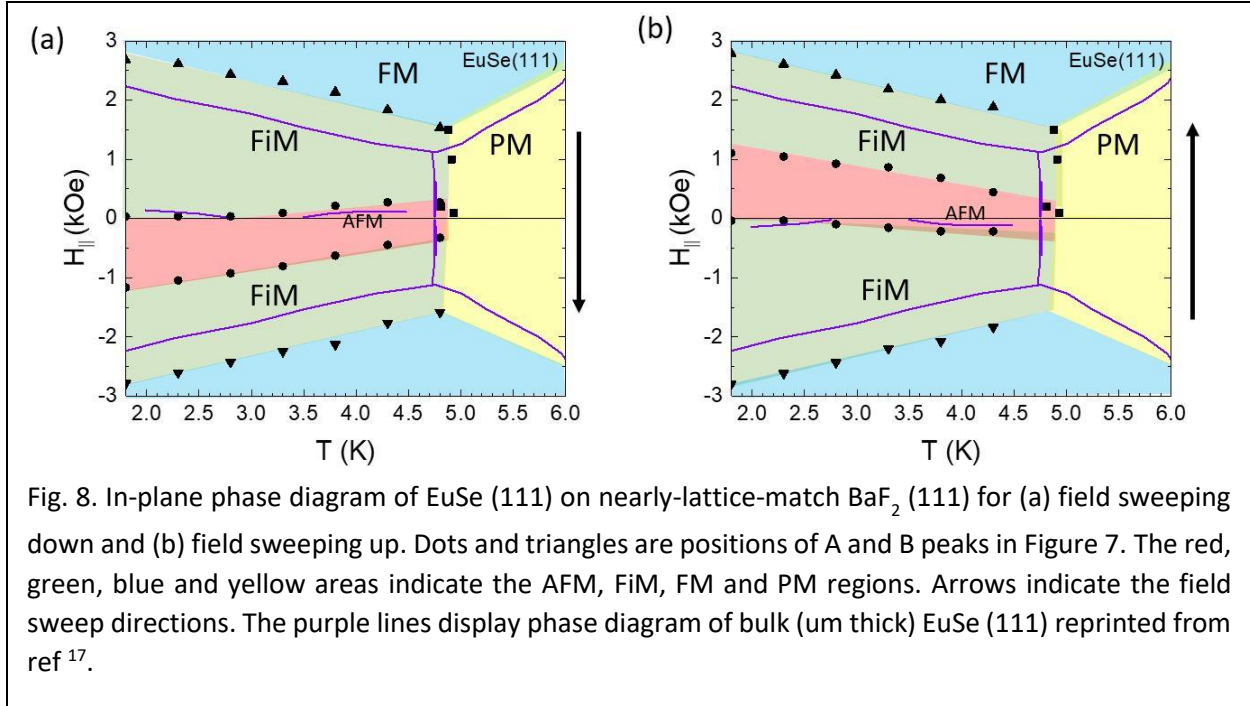 (a)
3
2
1
0
-1
-2
-3
H|| (kOe)
FM
EuSe(111)
FiM
PM
AFM
FiM
2.0 2.5 3.0 3.5 4.0 4.5 5.0 5.5 6.0
T (K)
(b)
3
2
1
0
-1
-2
-3
H|| (kOe)
FM
EuSe(111)
FiM
PM
AFM
FiM
2.0 2.5 3.0 3.5 4.0 4.5 5.0 5.5 6.0
T (K)
Fig. 8. In-plane phase diagram of EuSe (111) on nearly-lattice-match BaF2 (111) for (a) field sweeping
down and (b) field sweeping up. Dots and triangles are positions of A and B peaks in Figure 7. The red,
green, blue and yellow areas indicate the AFM, FiM, FM and PM regions. Arrows indicate the field
sweep directions. The purple lines display phase diagram of bulk (um thick) EuSe (111) reprinted from
ref 17.